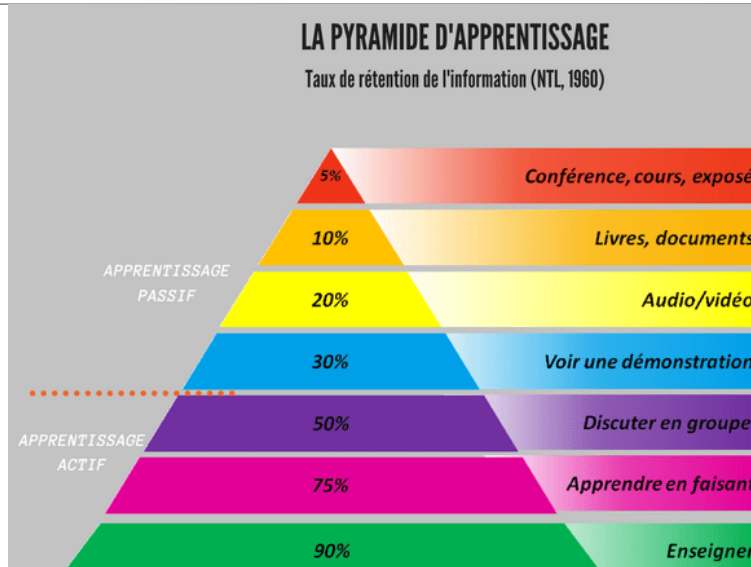 LA PYRAMIDE D'APPRENTISSAGE
Taux de rétention de l'information (NTL, 1960)
5%
Conférence, cours, exposé
10%
Livres, documents
APPRENTISSAGE
PASSIF
20%
Audio/vidéo
30%
Voir une démonstration
50%
Discuter en groupe
APPRENTISSAGE
ACTIF
75%
Apprendre en faisant
90%
Enseigner